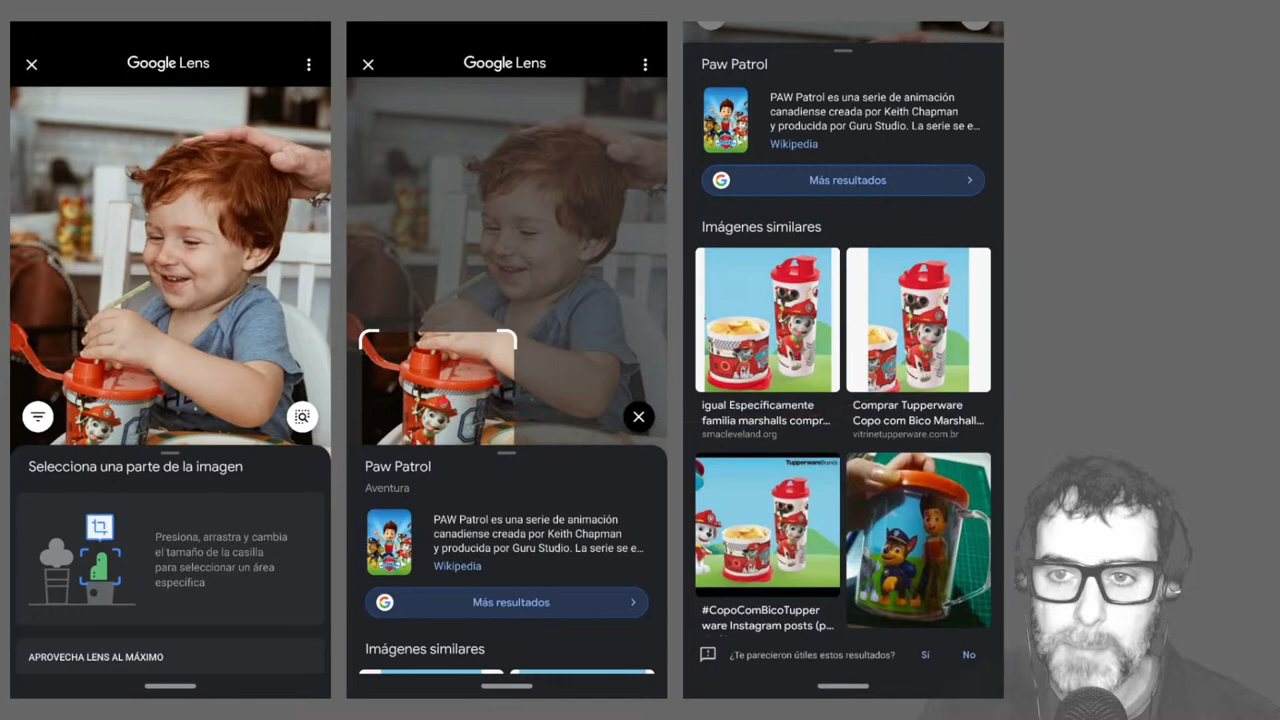 Google Lens
Selecciona una parte de la imagen
Presiona, arrastra y cambia
el tamaño de la casilla
para seleccionar un área
específica
APROVECHA LENS AL MÁXIMO
Google Lens
Paw Patrol
Aventura
PAW Patrol es una serie de animación
canadiense creada por Keith Chapman
y producida por Guru Studio. La serie se e...
Wikipedia
Más resultados
Imágenes similares
Paw Patrol
PAW Patrol es una serie de animación
canadiense creada por Keith Chapman
y producida por Guru Studio. La serie se e...
Wikipedia
Más resultados
Imágenes similares
igual Específicamente
familia marshalls compr...
smacleveland.org
Comprar Tupperware
Copo com Bico Marshall...
vitrinetupperware.com.br
TupperwareBrands
#CopoComBicoTupper
ware Instagram posts (p...
¿Te parecieron útiles estos resultados?
Sí
No